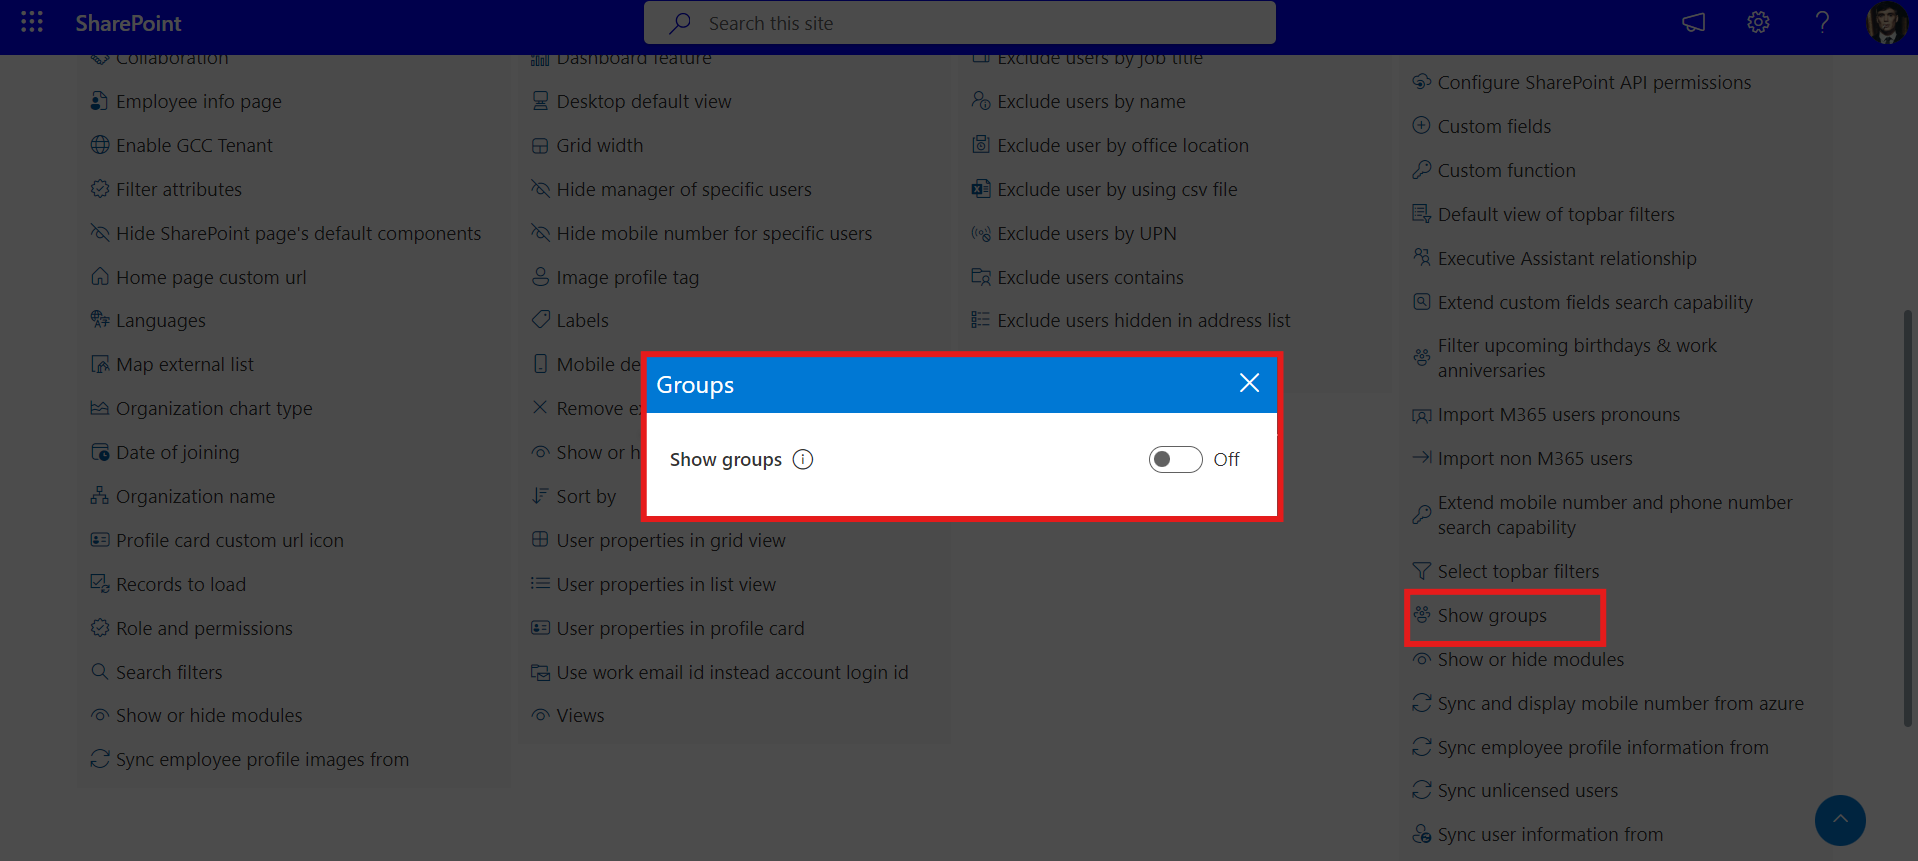 SharePoint
Search this site
Collaboration
Employee info page
Enable GCC Tenant
Filter attributes
Hide SharePoint page's default components
Home page custom url
Languages
Map external list
Organization chart type
Date of joining
Organization name
Profile card custom url icon
Records to load
Role and permissions
Search filters
Show or hide modules
Sync employee profile images from
Dashboard feature
Desktop default view
Grid width
Hide manager of specific users
Hide mobile number for specific users
Image profile tag
Labels
Mobile de
Remove ex
Show or h
Sort by
User properties in grid view
User properties in list view
User properties in profile card
Use work email id instead account login id
Views
Exclude users by job title
Exclude users by name
Exclude user by office location
Exclude user by using csv file
Exclude users by UPN
Exclude users contains
Exclude users hidden in address list
Groups
Show groups
Off
Configure SharePoint API permissions
Custom fields
Custom function
Default view of topbar filters
Executive Assistant relationship
Extend custom fields search capability
Filter upcoming birthdays & work
anniversaries
Import M365 users pronouns
Import non M365 users
Extend mobile number and phone number
search capability
Select topbar filters
Show groups
Show or hide modules
Sync and display mobile number from azure
Sync employee profile information from
Sync unlicensed users
Sync user information from